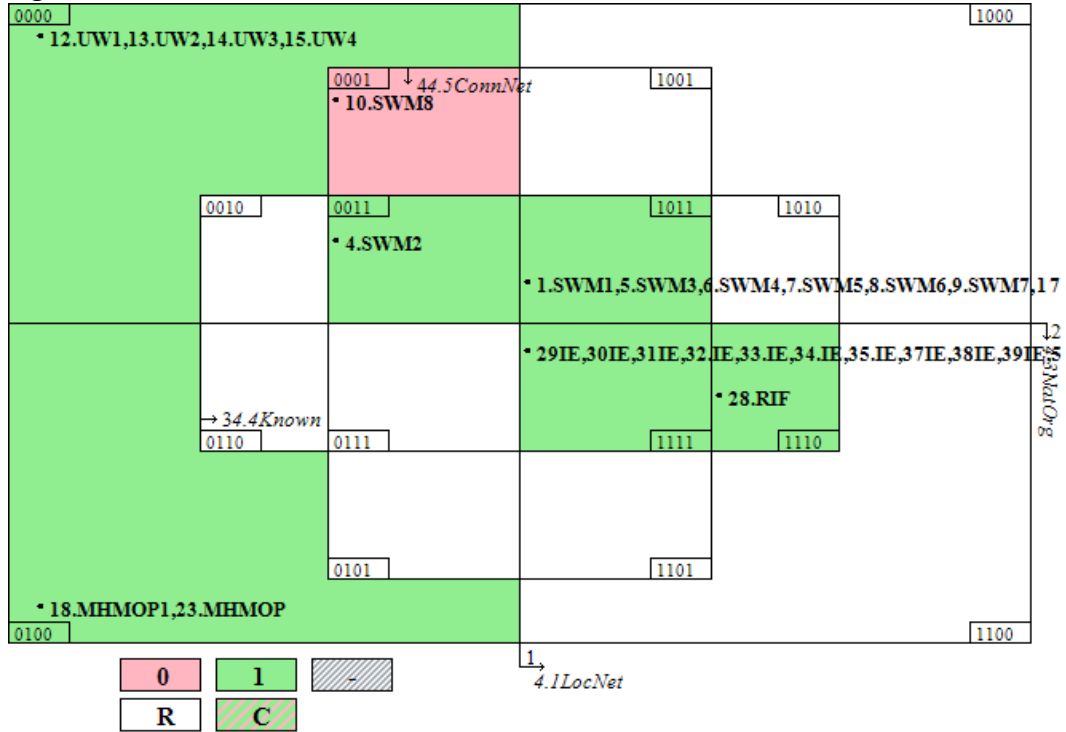 0000
1000
12.UW1,13.UW2,14.UW3,15.UW4
0001
44.5ConnNet
1001
10.SWM8
0010
0011
1011
1010
4.SWM2
1.SWM1,5.SWM3,6.SWM4,7.SWM5,8.SWM6,9.SWM7,17
2
29IE,30IE,31IE,32.IE,33.IE,34.IE,35.IE,37IE,38IE,39IE,5
28.RIF
34.4Known
0110
0111
1111
1110
0101
1101
18.MHMOP1,23.MHMOP
0100
1100
1
4.1LocNet
0
1
-
R
C